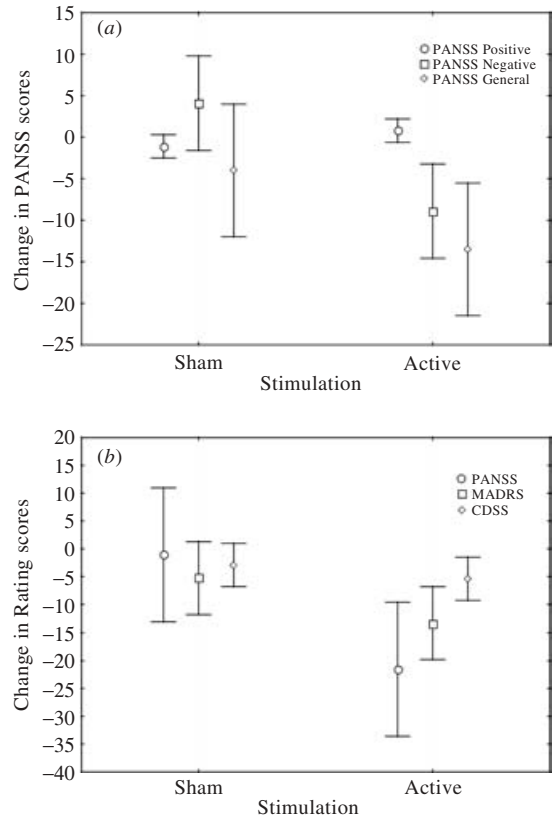 (a)
PANSS Positive
PANSS Negative
PANSS General
Change in PANSS scores
15
10
5
0
−5
−10
−15
−20
−25
Sham
Active
Stimulation
(b)
PANSS
MADRS
CDSS
Change in Rating scores
20
15
10
5
0
−5
−10
−15
−20
−25
−30
−35
−40
Sham
Active
Stimulation